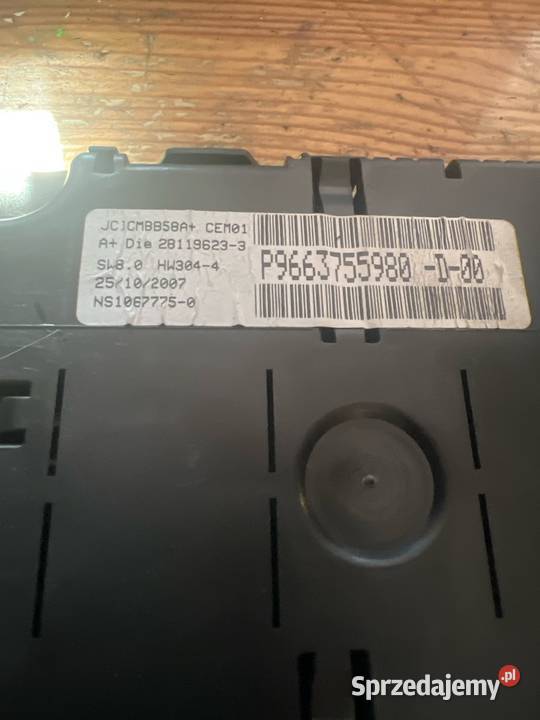 JCICMBB58A+ CEM01
A+ Die 28119623-3
SW8.0 HW304-4
25/10/2007
NS1067775-0
P9663755980 -D-00
Sprzedajemy.pl